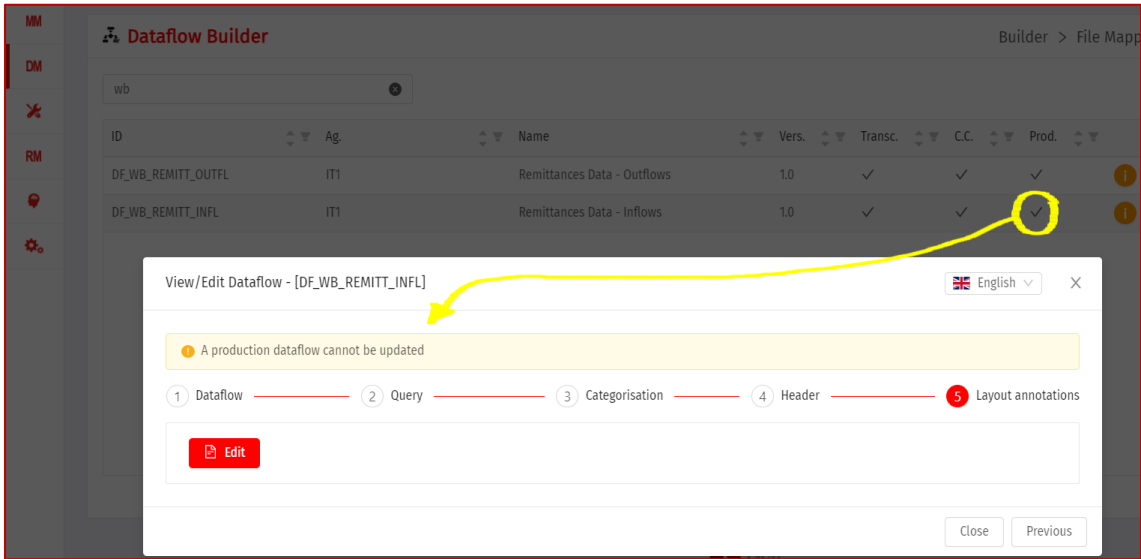 MM
DM
RM
Dataflow Builder
Builder > File Mapp
wb
ID Ag. Name Vers. Transc. C.C. Prod.
DF_WB_REMITT_OUTFL IT1 Remittances Data - Outflows 1.0
DF_WB_REMITT_INFL IT1 Remittances Data - Inflows 1.0
View/Edit Dataflow - [DF_WB_REMITT_INFL]
English
A production dataflow cannot be updated
1 Dataflow 2 Query 3 Categorisation 4 Header 5 Layout annotations
Edit
Close Previous